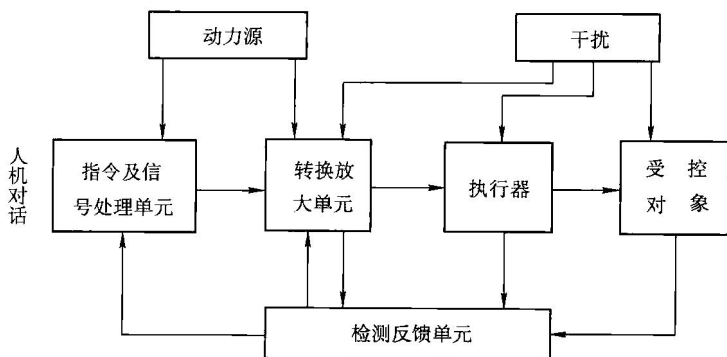 动力源
干扰
人机对话
指令及信
号处理单元
转换放
大单元
执行器
受控
对象
检测反馈单元